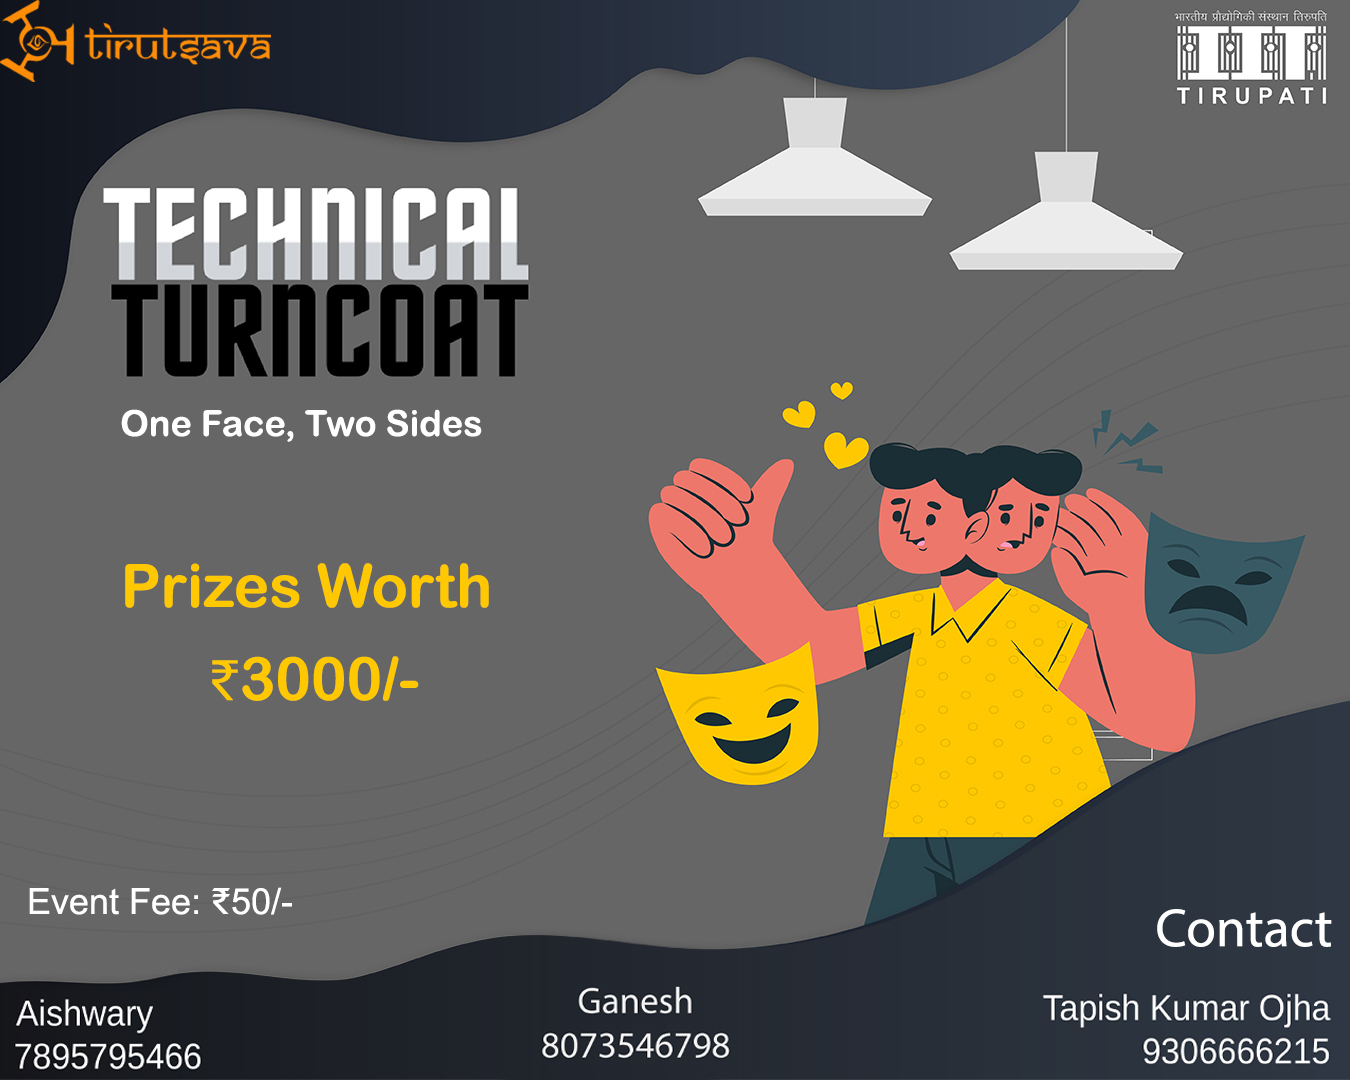 tirutsava
भारतीय प्रौद्योगिकी संस्थान तिरुपति
TIRUPATI
TECHNICAL
TURNCOAT
One Face, Two Sides
Prizes Worth
₹3000/-
Event Fee: ₹50/-
Contact
Aishwary
7895795466
Ganesh
8073546798
Tapish Kumar Ojha
9306666215